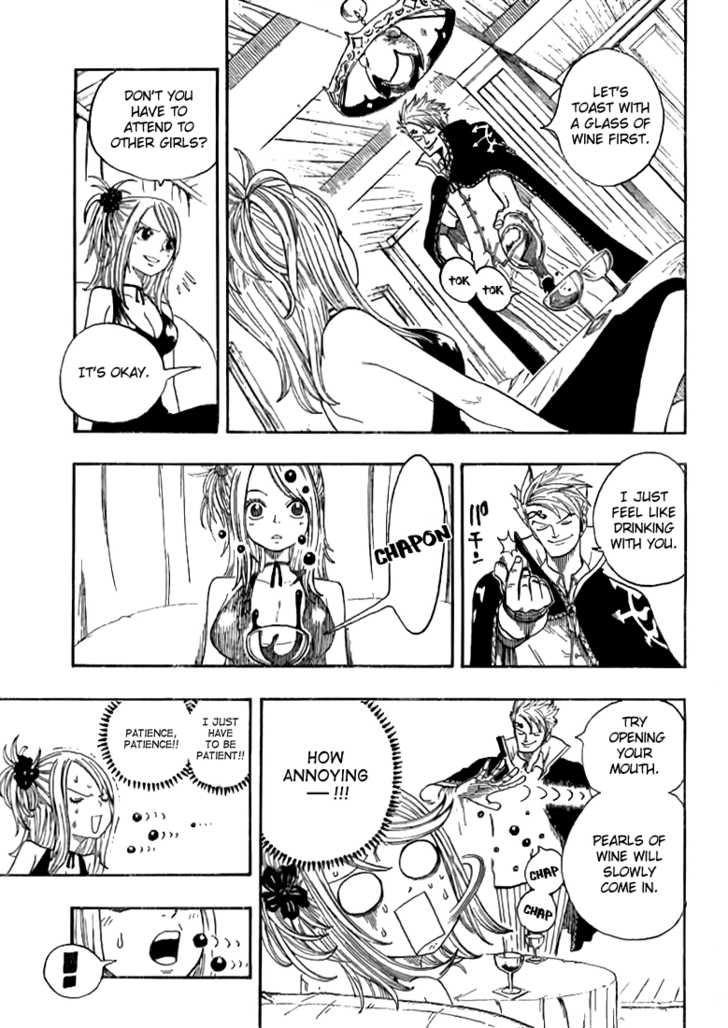 LET'S
TOAST WITH
A GLASS OF
WINE FIRST.
TOK
TOK
DON'T YOU
HAVE TO
ATTEND TO
OTHER GIRLS?
IT'S OKAY.
I JUST
FEEL LIKE
DRINKING
WITH YOU.
CHAPON
TRY
OPENING
YOUR
MOUTH.
PEARLS OF
WINE WILL
SLOWLY
COME IN.
CHAP
CHAP
HOW
ANNOYING
— !!!
I JUST
HAVE
TO BE
PATIENT!!
PATIENCE,
PATIENCE!!
!!